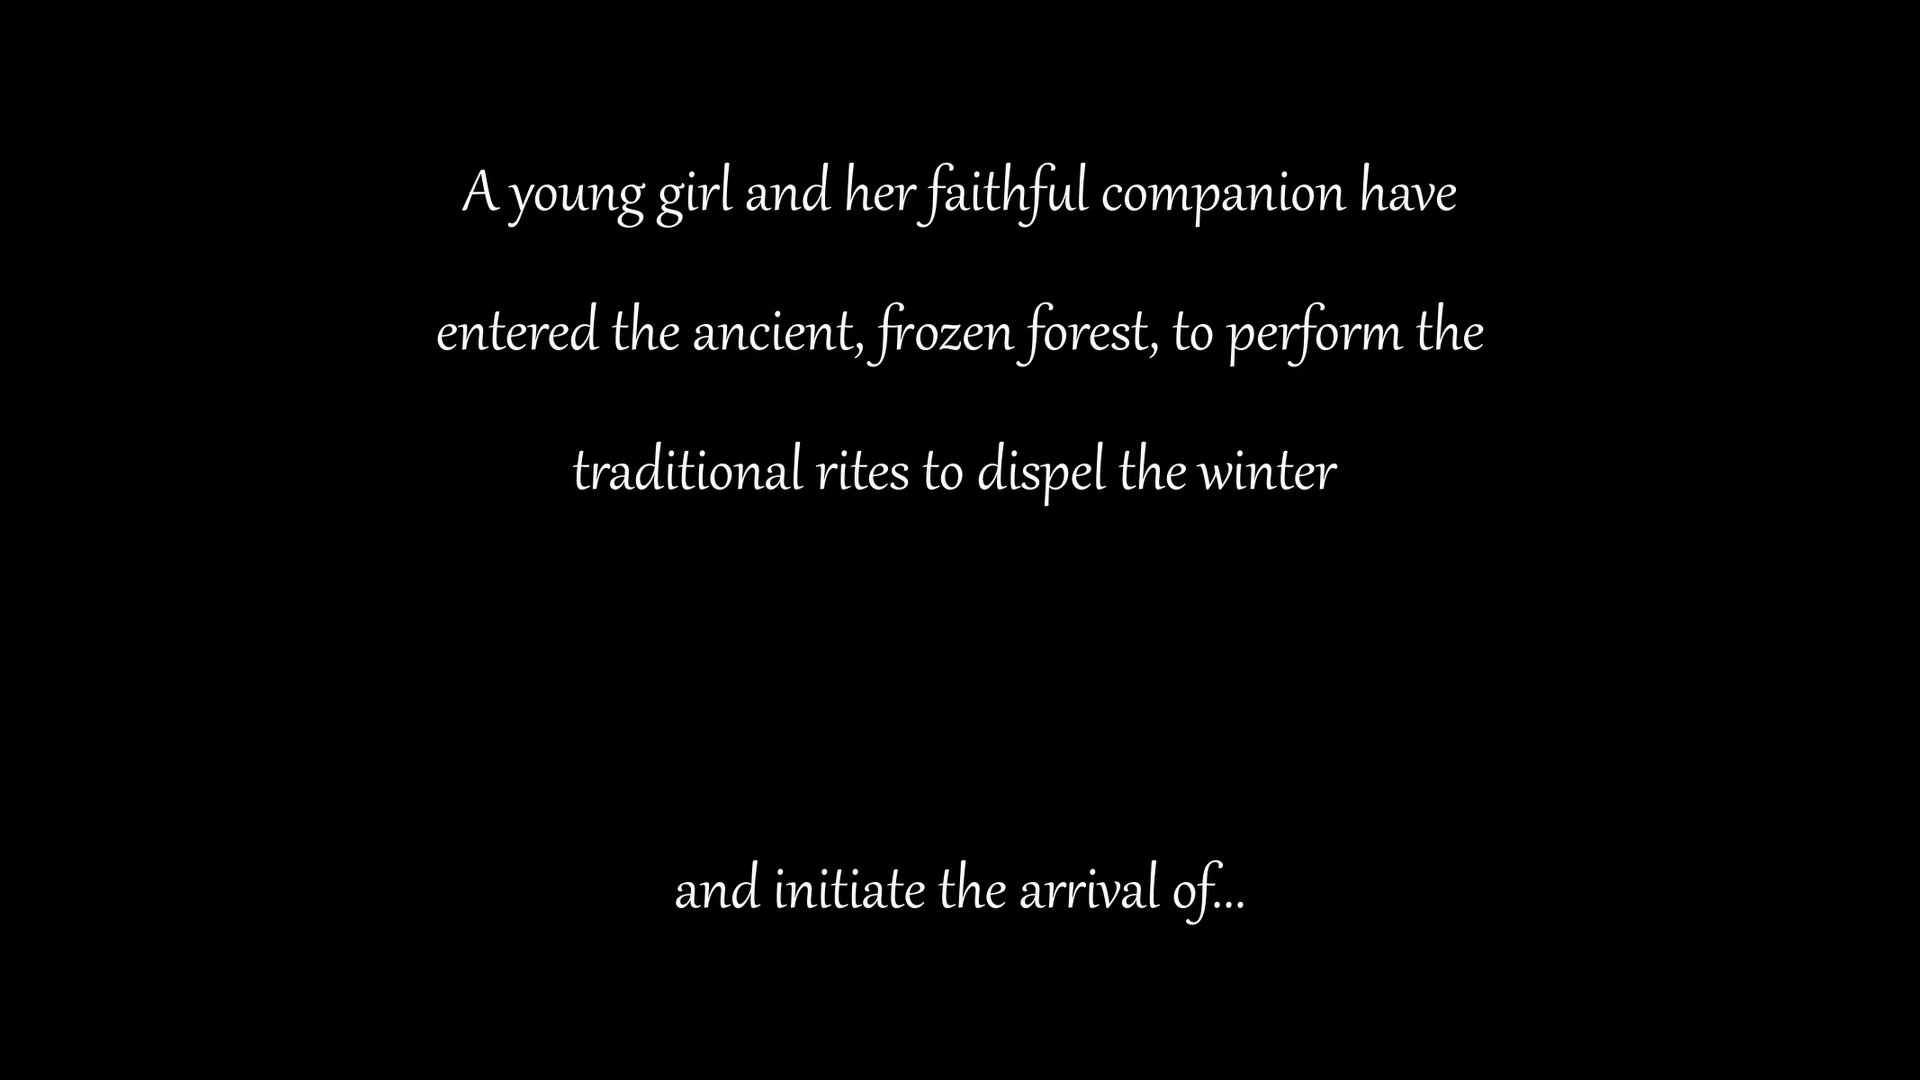 A young girl and her faithful companion have
entered the ancient, frozen forest, to perform the
traditional rites to dispel the winter
and initiate the arrival of...